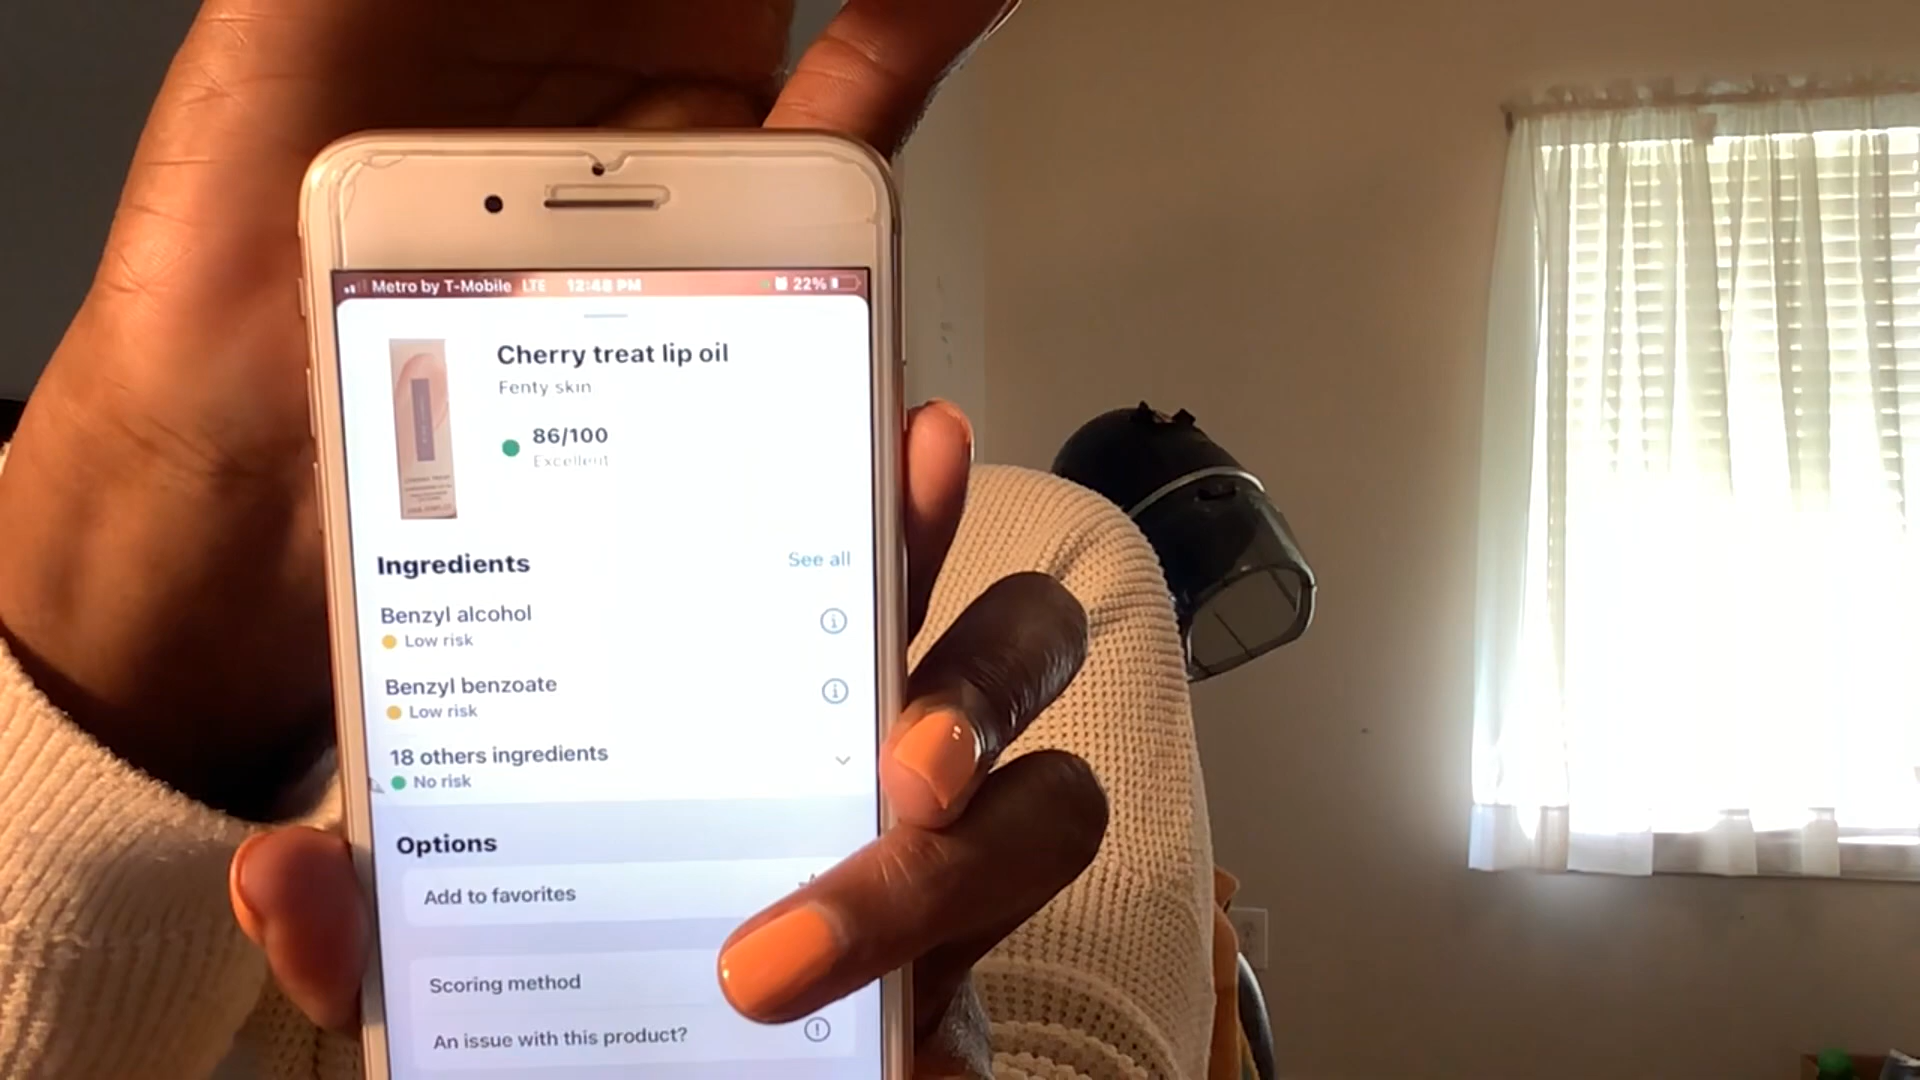 Metro by T-Mobile LTE 12:48 PM 22%
Cherry treat lip oil
Fenty skin
86/100
Excellent
Ingredients
See all
Benzyl alcohol
Low risk
Benzyl benzoate
Low risk
18 others ingredients
No risk
Options
Add to favorites
Scoring method
An issue with this product?